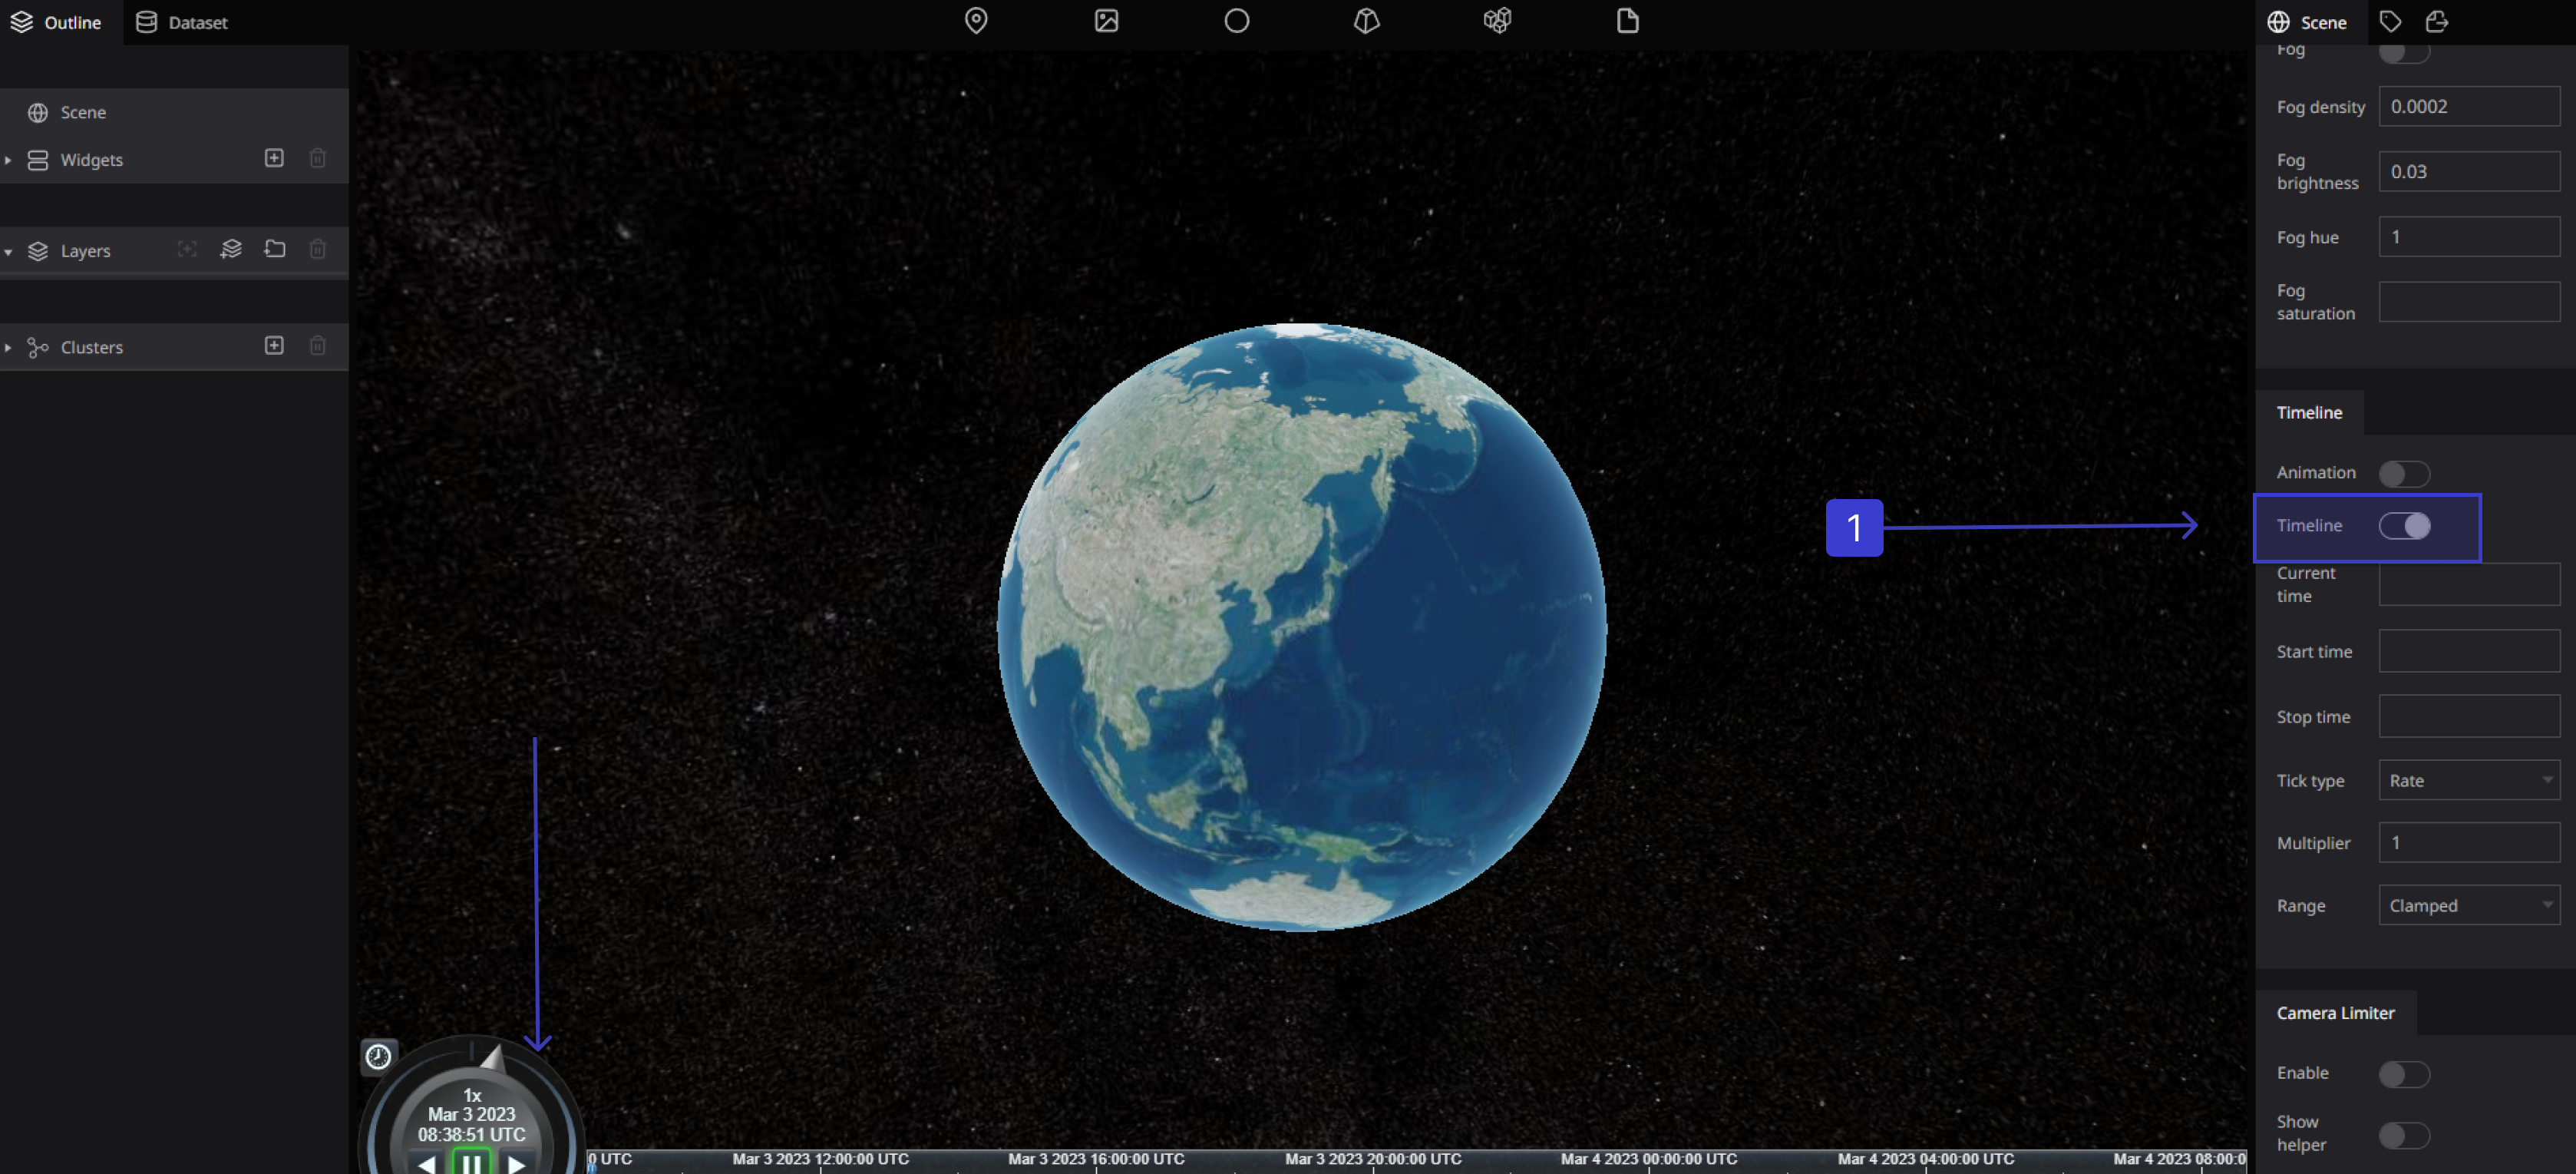 Outline
Dataset
Scene
Scene
Widgets
Layers
Clusters
Fog
Fog density
0.0002
Fog
brightness
0.03
Fog hue
1
Fog
saturation
Timeline
Animation
1
Timeline
Current
time
Start time
Stop time
Tick type
Rate
Multiplier
1
Range
Clamped
Camera Limiter
Enable
Show
helper
1x
Mar 3 2023
08:38:51 UTC
0 UTC
Mar 3 2023 12:00:00 UTC
Mar 3 2023 16:00:00 UTC
Mar 3 2023 20:00:00 UTC
Mar 4 2023 00:00:00 UTC
Mar 4 2023 04:00:00 UTC
Mar 4 2023 08:00:0